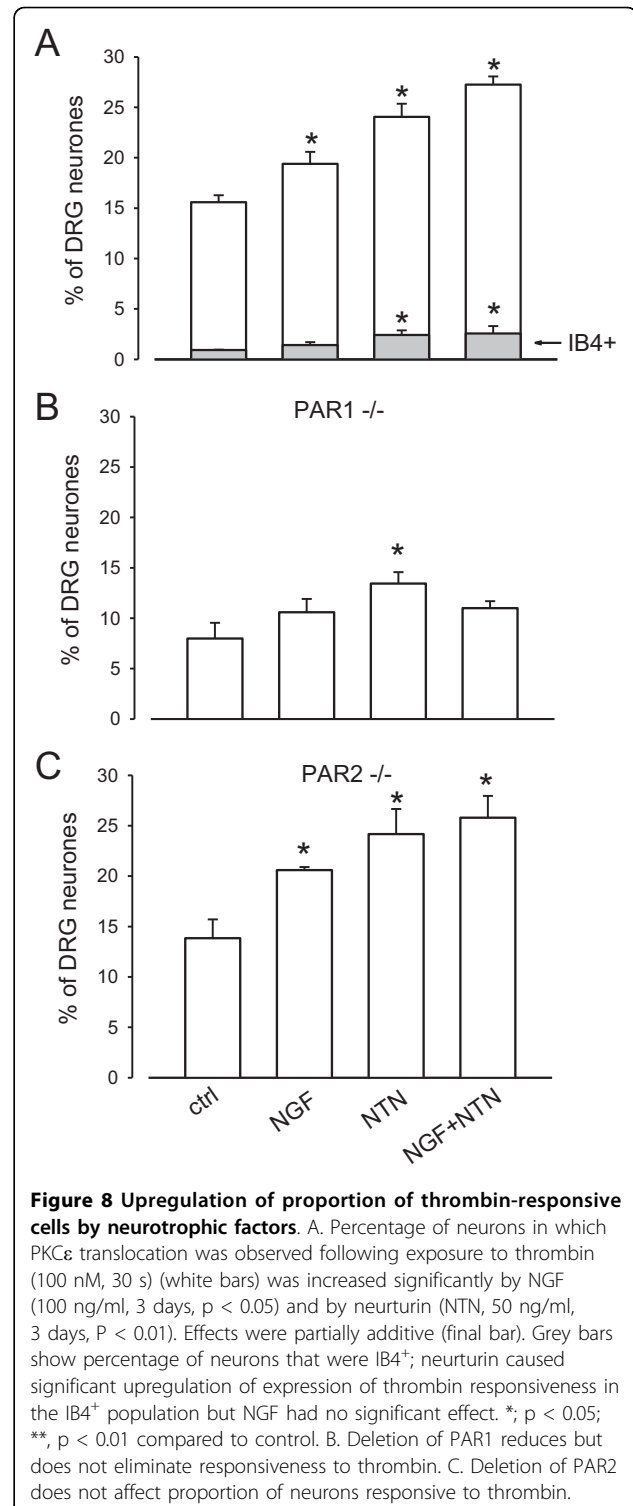 A
30
25
20
15
10
5
0
% of DRG neurones
*
*
*
*
*
IB4+
B
PAR1 -/-
30
25
20
15
10
5
0
% of DRG neurones
*
C
PAR2 -/-
30
25
20
15
10
5
0
% of DRG neurones
*
*
*
ctrl
NGF
NTN
NGF+NTN
Figure 8 Upregulation of proportion of thrombin-responsive
cells by neurotrophic factors. A. Percentage of neurons in which
PKCε translocation was observed following exposure to thrombin
(100 nM, 30 s) (white bars) was increased significantly by NGF
(100 ng/ml, 3 days, p < 0.05) and by neurturin (NTN, 50 ng/ml,
3 days, P < 0.01). Effects were partially additive (final bar). Grey bars
show percentage of neurons that were IB4⁺; neurturin caused
significant upregulation of expression of thrombin responsiveness in
the IB4⁺ population but NGF had no significant effect. *; p < 0.05;
**, p < 0.01 compared to control. B. Deletion of PAR1 reduces but
does not eliminate responsiveness to thrombin. C. Deletion of PAR2
does not affect proportion of neurons responsive to thrombin.